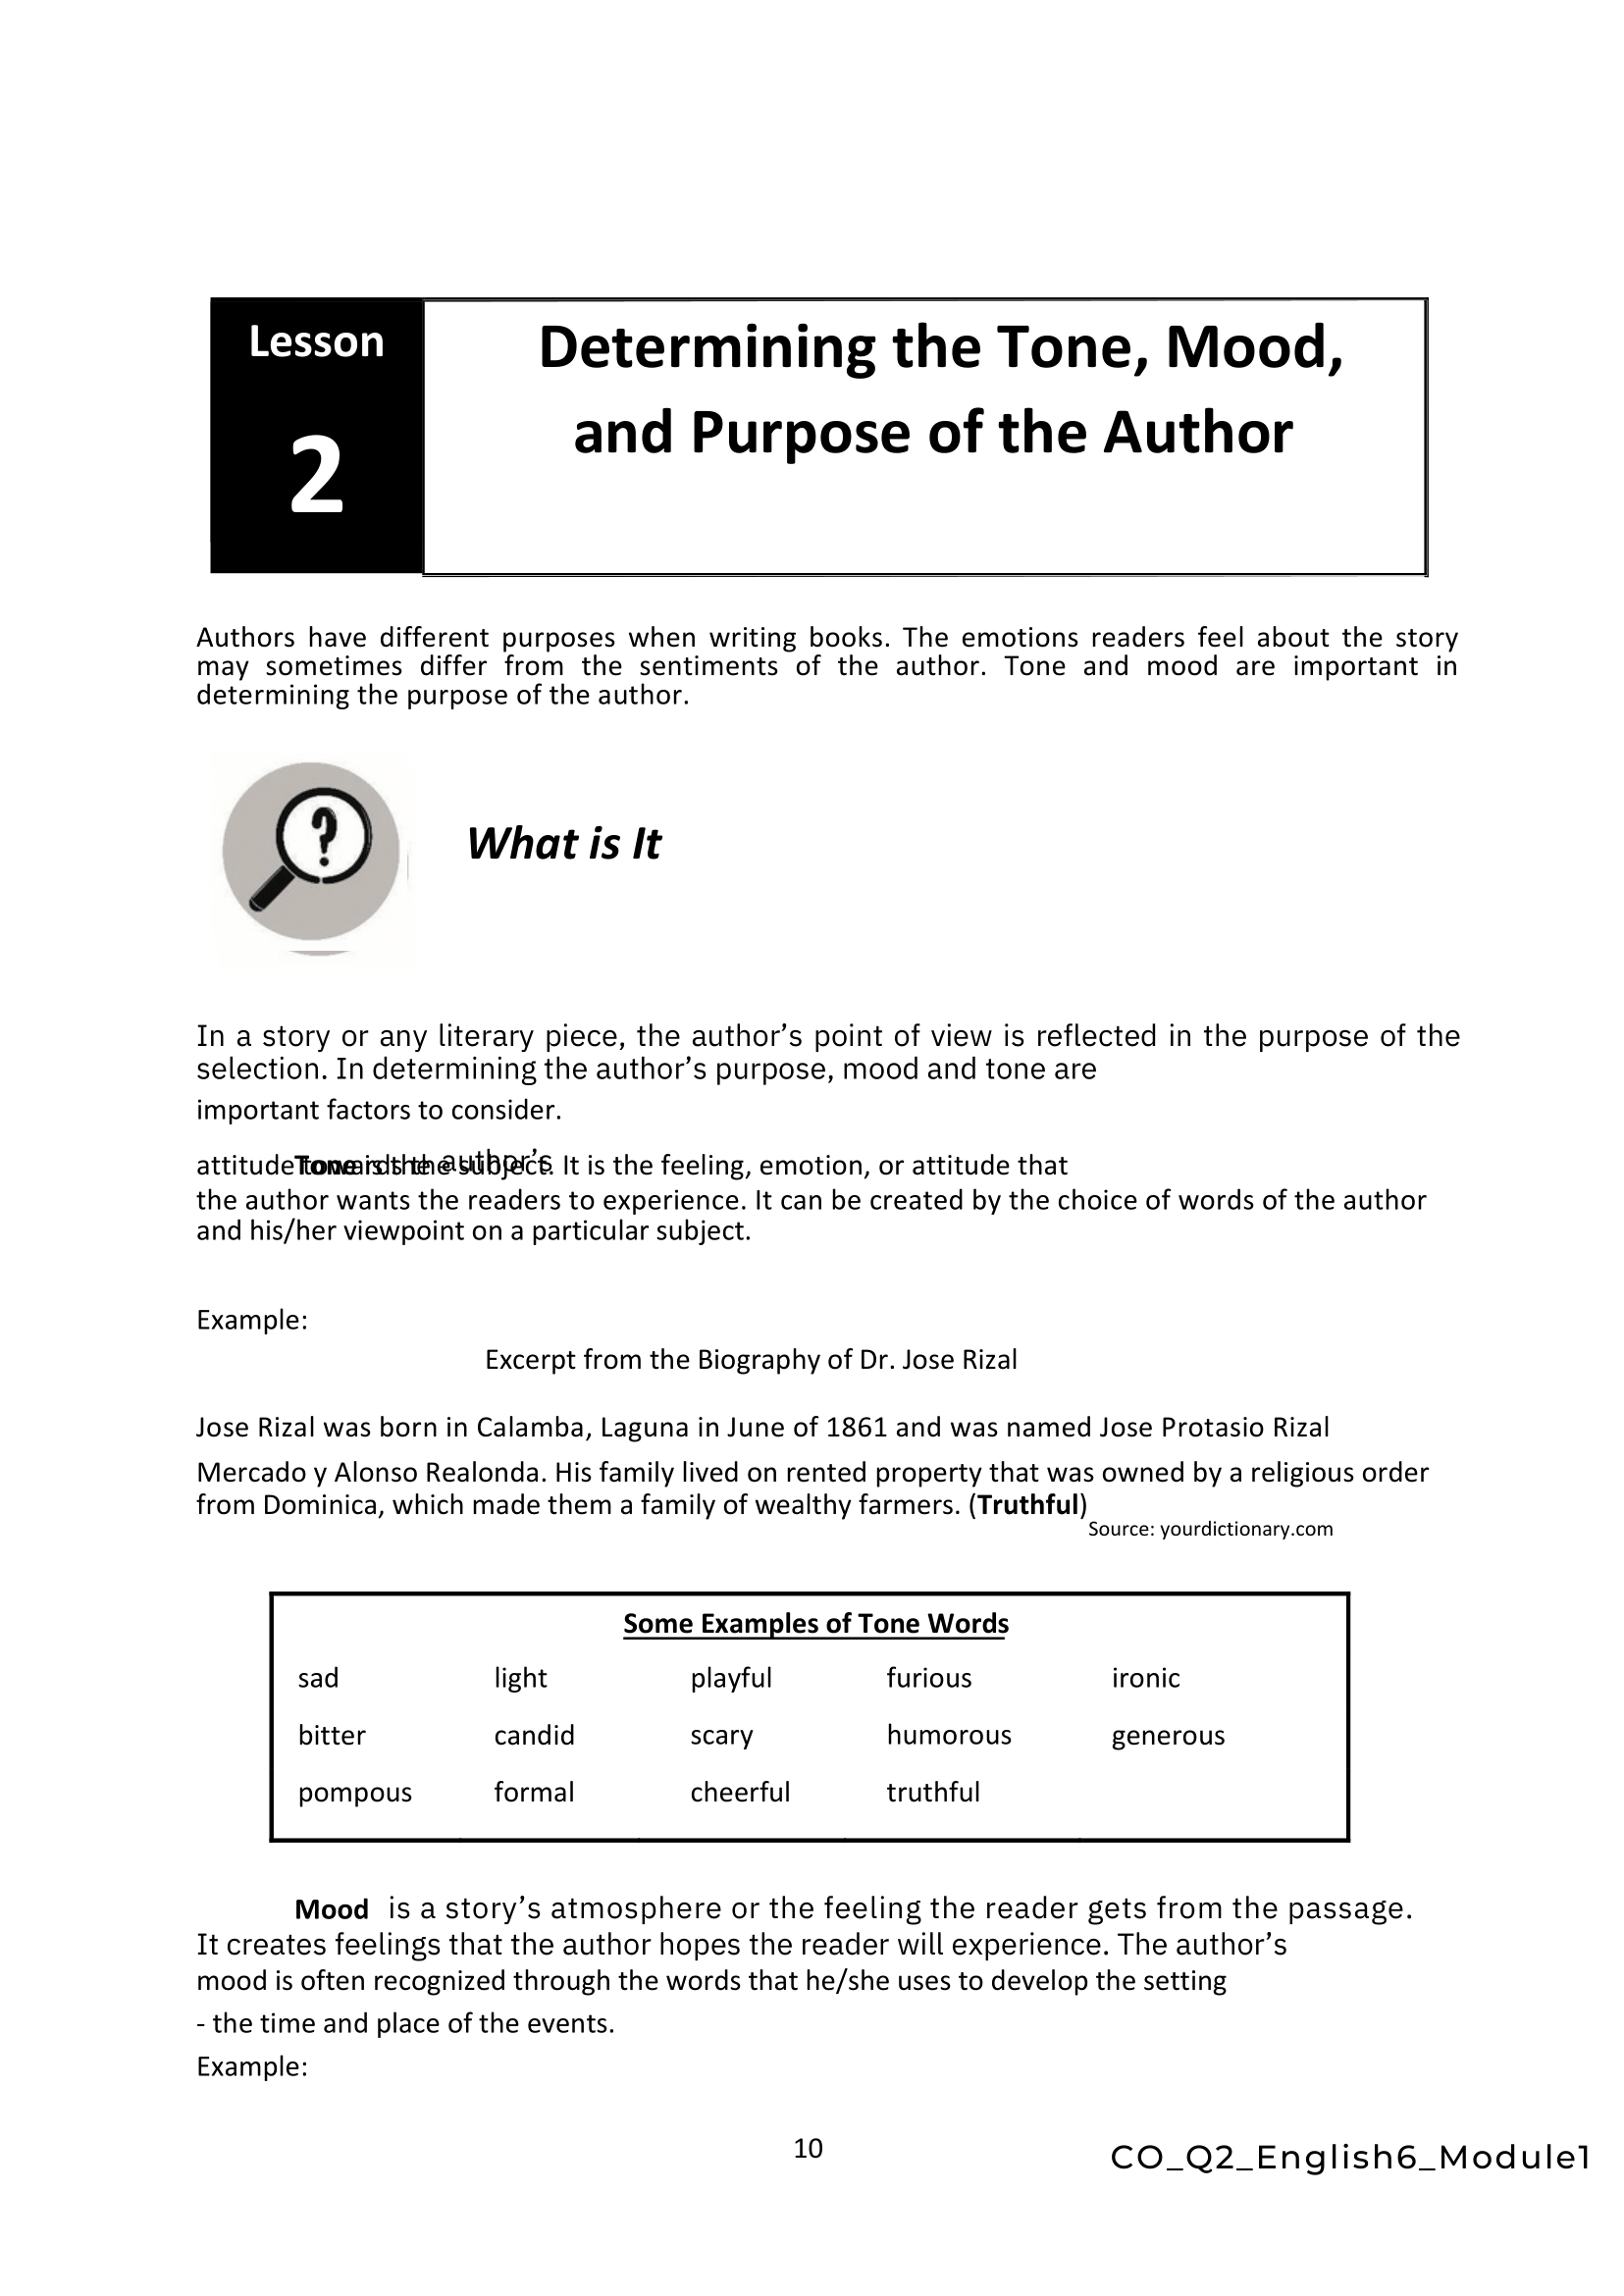 Lesson
2
Determining the Tone, Mood,
and Purpose of the Author
Authors have different purposes when writing books. The emotions readers feel about the story
may sometimes differ from the sentiments of the author. Tone and mood are important in
determining the purpose of the author.
What is It
In a story or any literary piece, the author’s point of view is reflected in the purpose of the
selection. In determining the author’s purpose, mood and tone are
important factors to consider.
Tone is the author’s
attitude towards the subject. It is the feeling, emotion, or attitude that
the author wants the readers to experience. It can be created by the choice of words of the author
and his/her viewpoint on a particular subject.
Example:
Excerpt from the Biography of Dr. Jose Rizal
Jose Rizal was born in Calamba, Laguna in June of 1861 and was named Jose Protasio Rizal
Mercado y Alonso Realonda. His family lived on rented property that was owned by a religious order
from Dominica, which made them a family of wealthy farmers. (Truthful)
Source: yourdictionary.com
Some Examples of Tone Words
sad light playful furious ironic
bitter candid scary humorous generous
pompous formal cheerful truthful
Mood is a story’s atmosphere or the feeling the reader gets from the passage.
It creates feelings that the author hopes the reader will experience. The author’s
mood is often recognized through the words that he/she uses to develop the setting
- the time and place of the events.
Example:
10
CO_Q2_English6_Module1